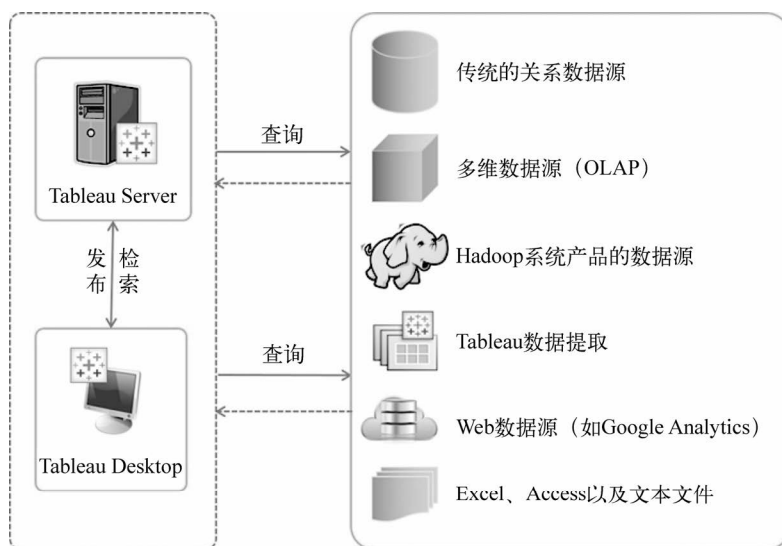 Tableau Server
发布
检索
Tableau Desktop
查询
查询
传统的关系数据源
多维数据源（OLAP）
Hadoop系统产品的数据源
Tableau数据提取
Web数据源（如Google Analytics）
Excel、Access以及文本文件